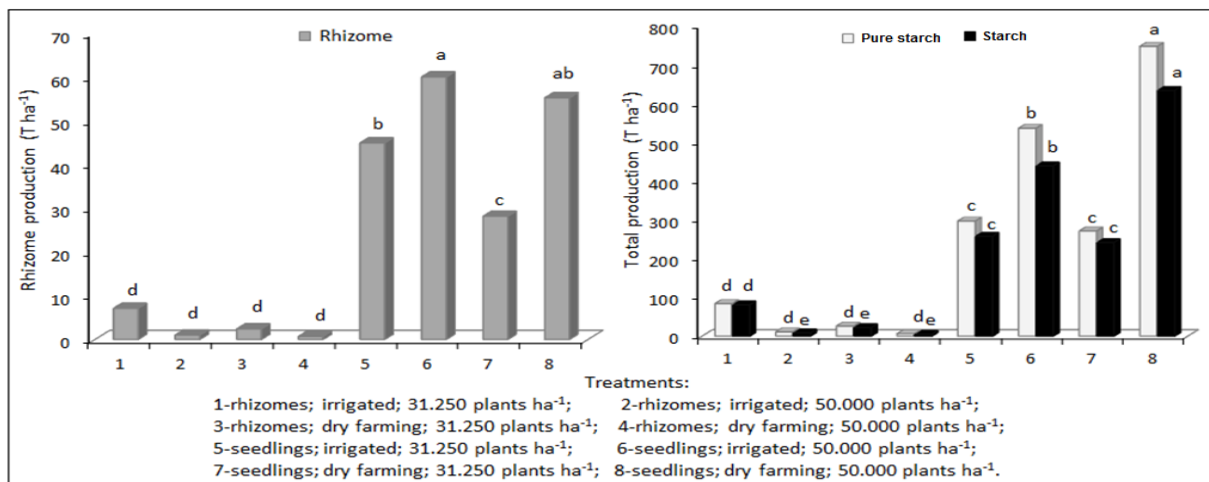 Rhizome
Rhizome production (T ha⁻¹)
70
60
50
40
30
20
10
0
d
d
d
d
b
a
c
ab
1 2 3 4 5 6 7 8
Pure starch Starch
Total production (T ha⁻¹)
800
700
600
500
400
300
200
100
0
d d
d e
d e
d e
c c
b b
c c
a a
1 2 3 4 5 6 7 8
Treatments:
1-rhizomes; irrigated; 31.250 plants ha⁻¹; 2-rhizomes; irrigated; 50.000 plants ha⁻¹;
3-rhizomes; dry farming; 31.250 plants ha⁻¹; 4-rhizomes; dry farming; 50.000 plants ha⁻¹;
5-seedlings; irrigated; 31.250 plants ha⁻¹; 6-seedlings; irrigated; 50.000 plants ha⁻¹;
7-seedlings; dry farming; 31.250 plants ha⁻¹; 8-seedlings; dry farming; 50.000 plants ha⁻¹.